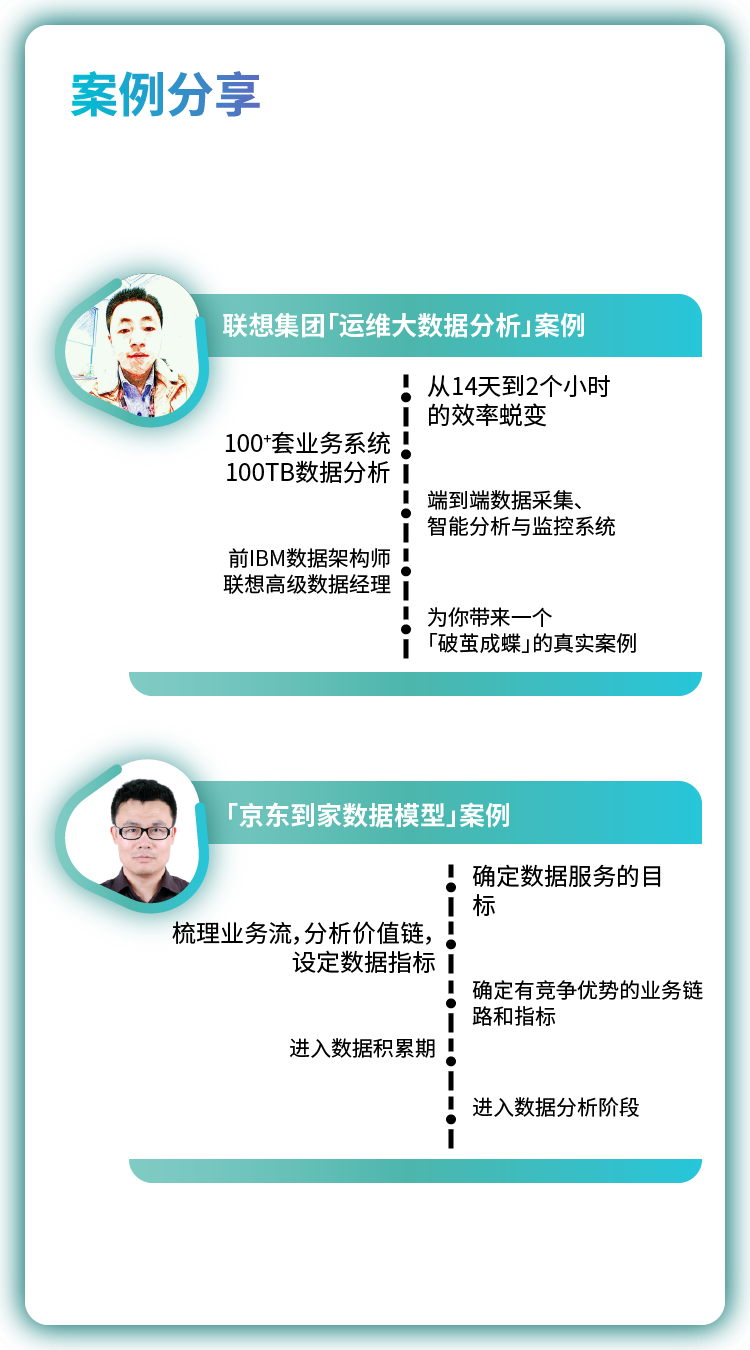 案例分享
联想集团「运维大数据分析」案例
从14天到2个小时
的效率蜕变
100+套业务系统
100TB数据分析
端到端数据采集、
智能分析与监控系统
前IBM数据架构师
联想高级数据经理
为你带来一个
「破茧成蝶」的真实案例
「京东到家数据模型」案例
确定数据服务的目
标
梳理业务流，分析价值链，
设定数据指标
确定有竞争优势的业务链
路和指标
进入数据积累期
进入数据分析阶段